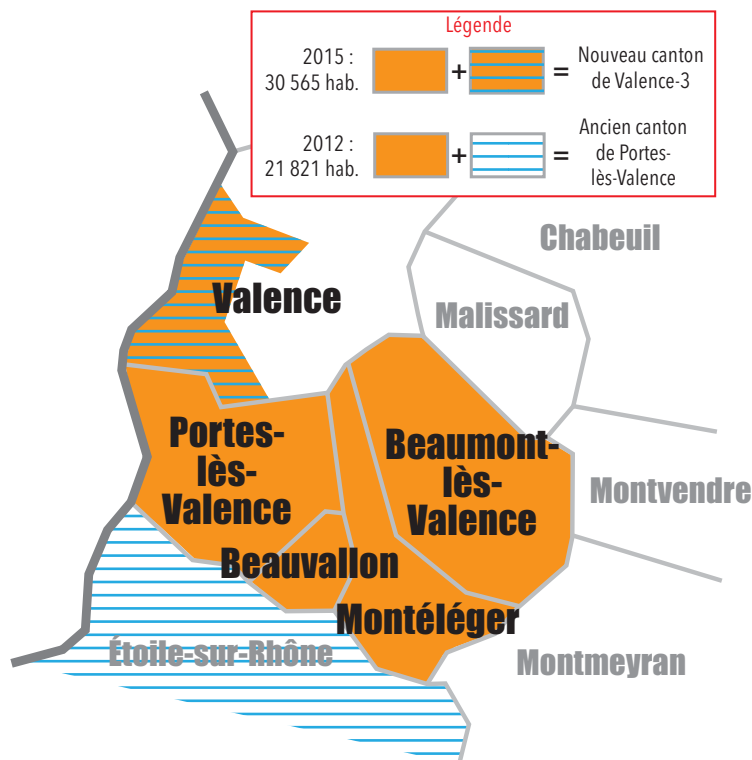 Légende
2015 :
30 565 hab.
+
=
Nouveau canton
de Valence-3
2012 :
21 821 hab.
+
=
Ancien canton
de Portes-
lès-Valence
Chabeuil
Valence
Malissard
Portes-
lès-
Valence
Beaumont-
lès-
Valence
Montvendre
Beauvallon
Montéléger
Étoile-sur-Rhône
Montmeyran